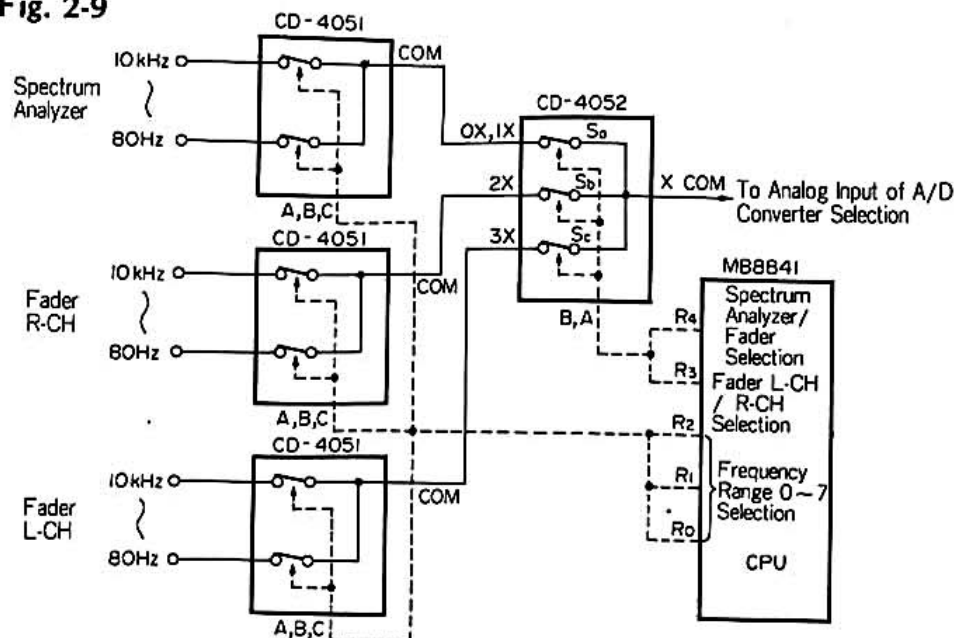 Fig. 2-9
CD-4051
10kHz
COM
Spectrum
Analyzer
80Hz
A,B,C
CD-4052
0X,1X
Sa
2X
Sb
X COM
To Analog Input of A/D
Converter Selection
3X
Sc
B,A
CD-4051
10kHz
COM
Fader
R-CH
80Hz
A,B,C
MB8841
Spectrum
Analyzer/
Fader
Selection
R4
R3
Fader L-CH
/ R-CH
Selection
R2
R1
R0
Frequency
Range 0~7
Selection
CPU
CD-4051
10kHz
COM
Fader
L-CH
80Hz
A,B,C